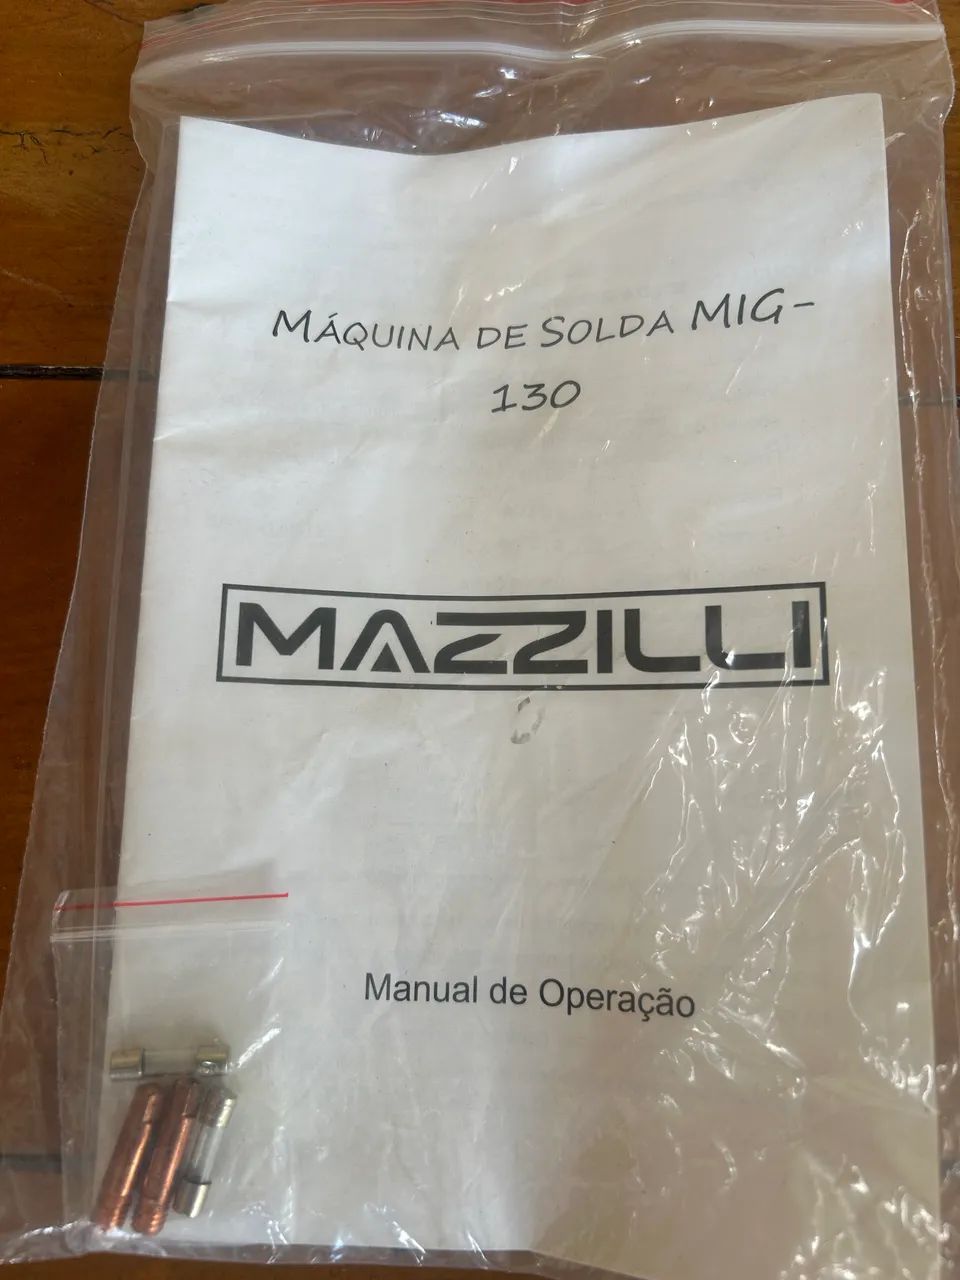 MÁQUINA DE SOLDA MIG-
130
MAZZILLI
Manual de Operação